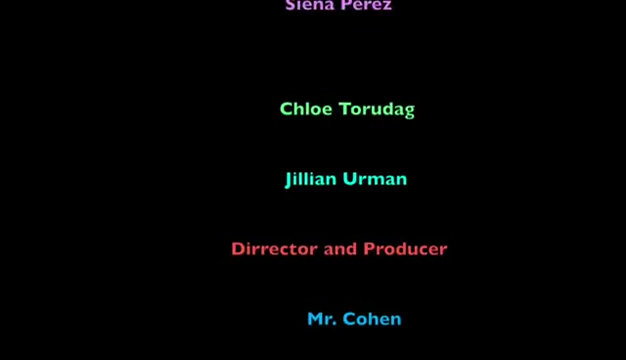 Siena Perez
Chloe Torudag
Jillian Urman
Dirrector and Producer
Mr. Cohen